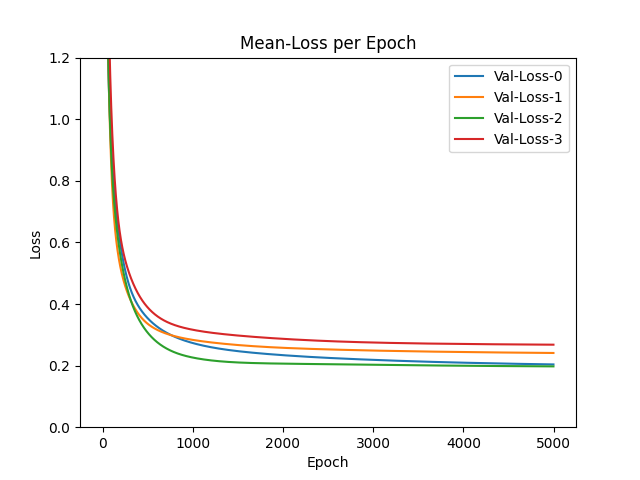 Mean-Loss per Epoch
1.2
1.0
0.8
0.6
0.4
0.2
0.0
Loss
Val-Loss-0
Val-Loss-1
Val-Loss-2
Val-Loss-3
0 1000 2000 3000 4000 5000
Epoch